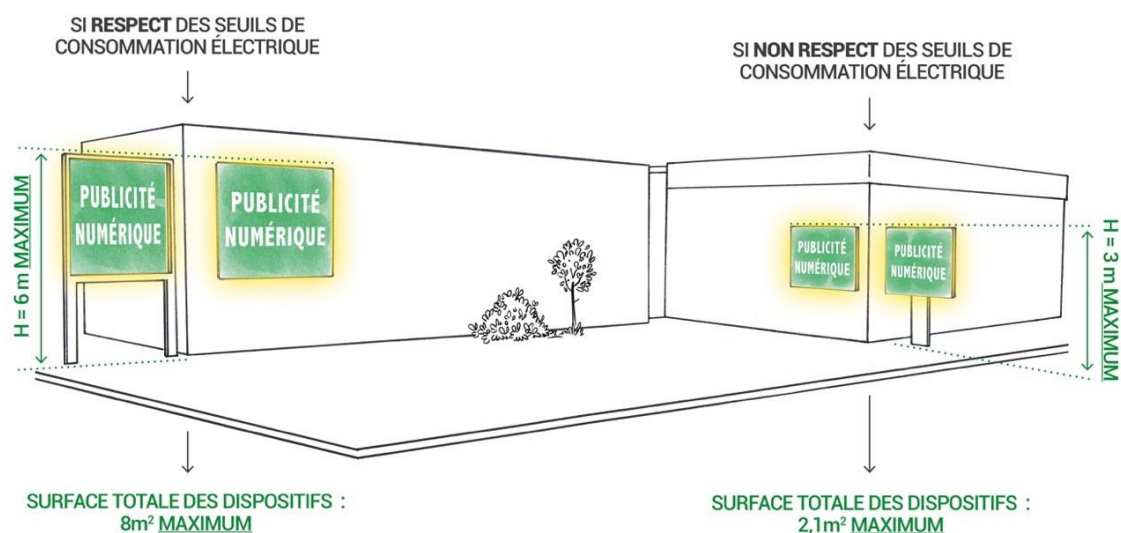 SI RESPECT DES SEUILS DE
CONSOMMATION ÉLECTRIQUE
SI NON RESPECT DES SEUILS DE
CONSOMMATION ÉLECTRIQUE
H = 6 m MAXIMUM
PUBLICITÉ
NUMÉRIQUE
PUBLICITÉ
NUMÉRIQUE
PUBLICITÉ
NUMÉRIQUE
PUBLICITÉ
NUMÉRIQUE
H = 3 m MAXIMUM
SURFACE TOTALE DES DISPOSITIFS :
8m² MAXIMUM
SURFACE TOTALE DES DISPOSITIFS :
2,1m² MAXIMUM